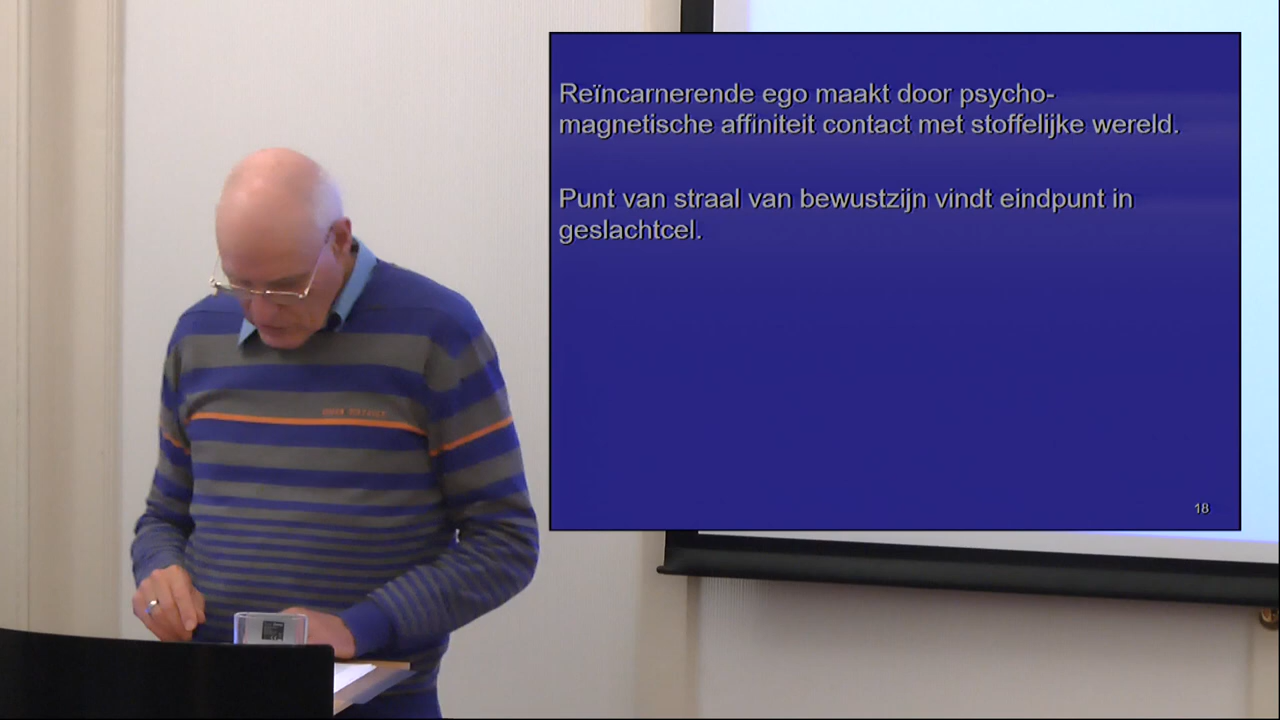 Reïncarnerende ego maakt door psycho-
magnetische affiniteit contact met stoffelijke wereld.
Punt van straal van bewustzijn vindt eindpunt in
geslachtcel.
18